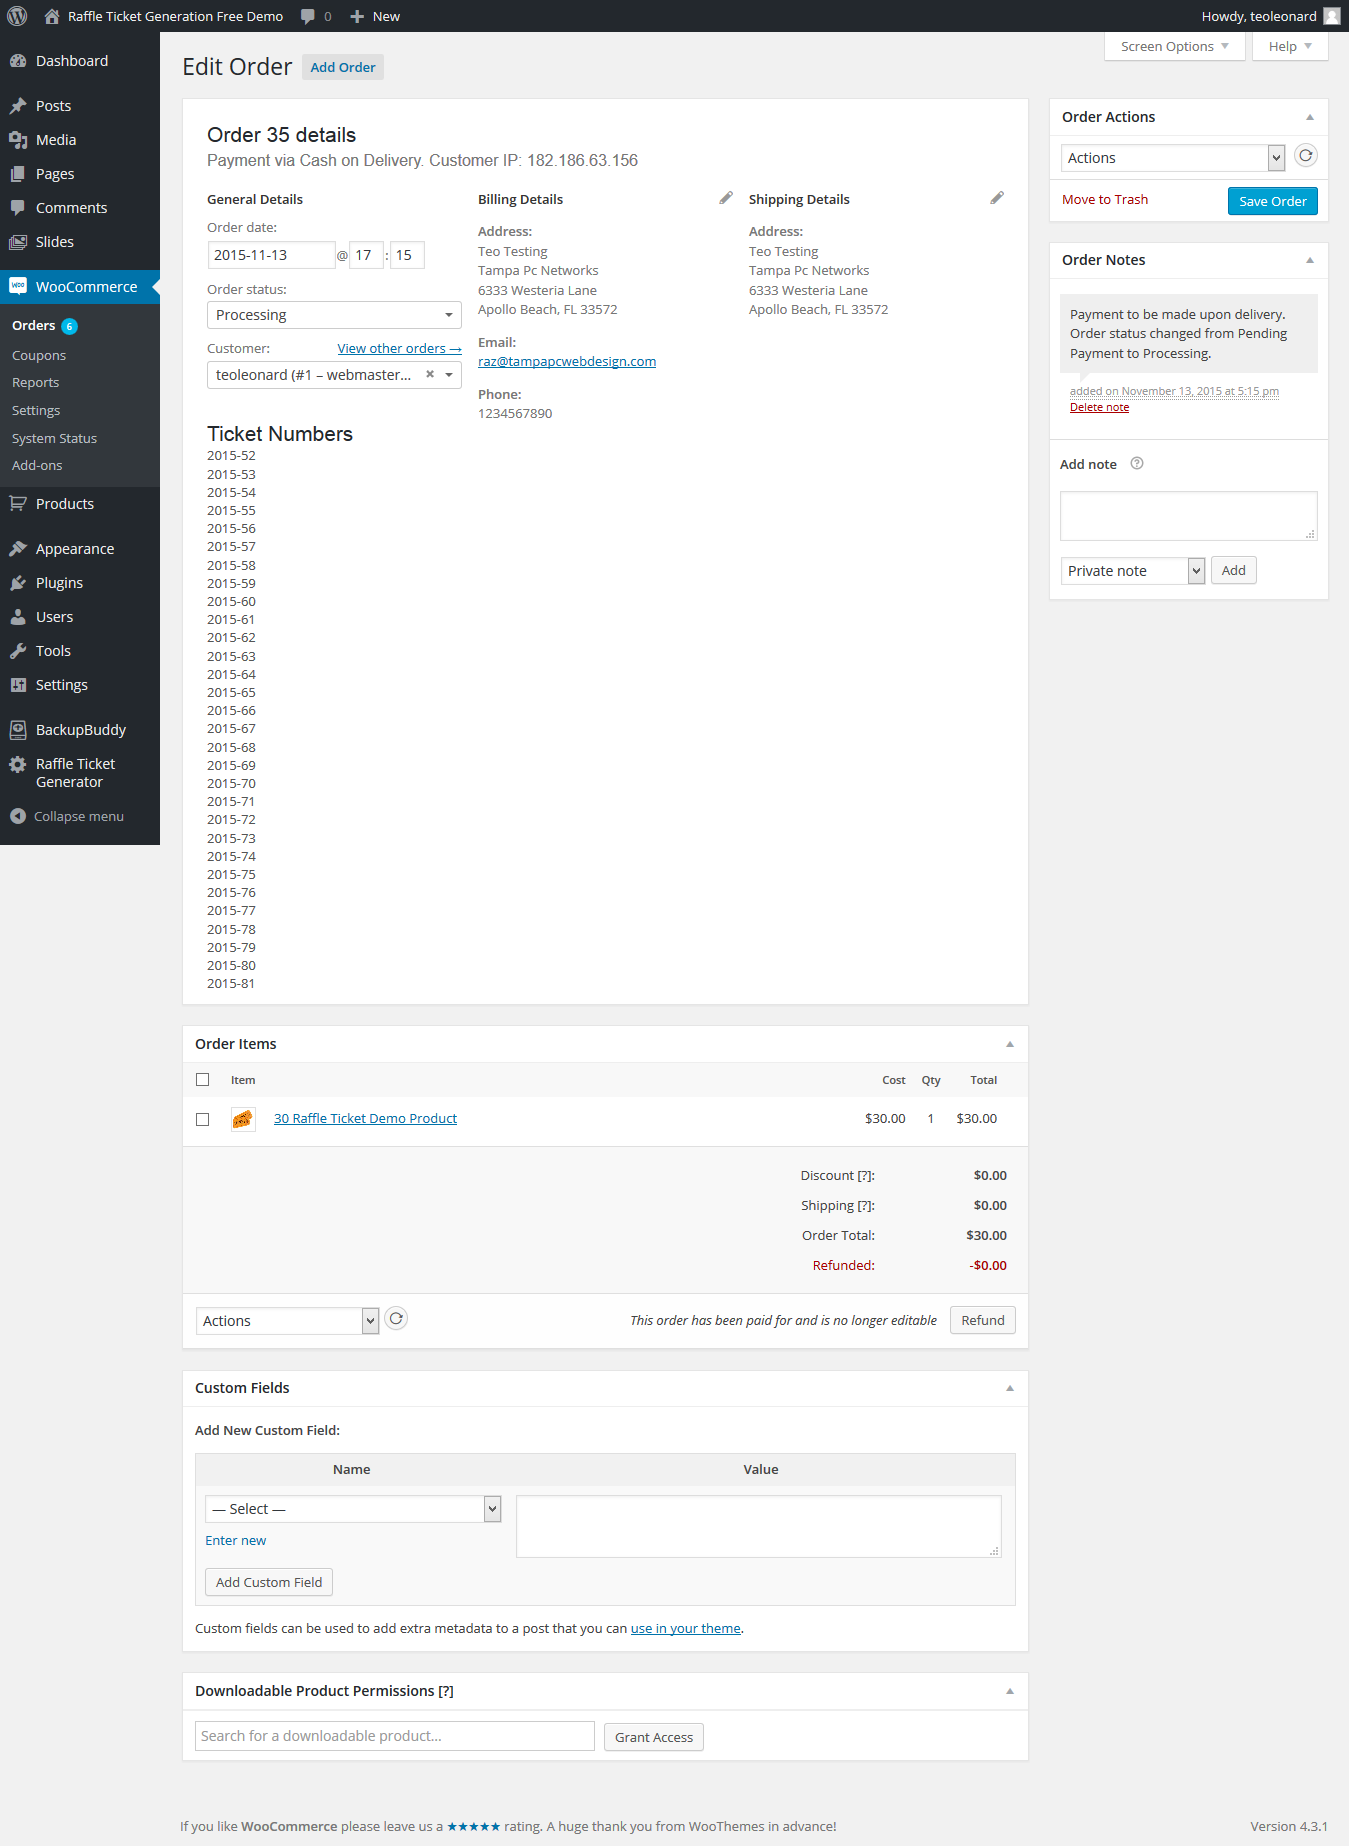 Raffle Ticket Generation Free Demo 0 New
Howdy, teoleonard
Dashboard
Posts
Media
Pages
Comments
Slides
WooCommerce
Orders 6
Coupons
Reports
Settings
System Status
Add-ons
Products
Appearance
Plugins
Users
Tools
Settings
BackupBuddy
Raffle Ticket
Generator
Collapse menu
Screen Options
Help
Edit Order Add Order
Order 35 details
Payment via Cash on Delivery. Customer IP: 182.186.63.156
General Details
Order date:
2015-11-13 @ 17 : 15
Order status:
Processing
Customer: View other orders →
teoleonard (#1 – webmaster... ×
Billing Details
Address:
Teo Testing
Tampa Pc Networks
6333 Westeria Lane
Apollo Beach, FL 33572
Email:
raz@tampapcwebdesign.com
Phone:
1234567890
Shipping Details
Address:
Teo Testing
Tampa Pc Networks
6333 Westeria Lane
Apollo Beach, FL 33572
Ticket Numbers
2015-52
2015-53
2015-54
2015-55
2015-56
2015-57
2015-58
2015-59
2015-60
2015-61
2015-62
2015-63
2015-64
2015-65
2015-66
2015-67
2015-68
2015-69
2015-70
2015-71
2015-72
2015-73
2015-74
2015-75
2015-76
2015-77
2015-78
2015-79
2015-80
2015-81
Order Actions
Actions
Move to Trash Save Order
Order Notes
Payment to be made upon delivery.
Order status changed from Pending
Payment to Processing.
added on November 13, 2015 at 5:15 pm
Delete note
Add note ?
Private note Add
Order Items
Item Cost Qty Total
30 Raffle Ticket Demo Product $30.00 1 $30.00
Discount [?]: $0.00
Shipping [?]: $0.00
Order Total: $30.00
Refunded: -$0.00
Actions This order has been paid for and is no longer editable Refund
Custom Fields
Add New Custom Field:
Name Value
— Select —
Enter new
Add Custom Field
Custom fields can be used to add extra metadata to a post that you can use in your theme.
Downloadable Product Permissions [?]
Search for a downloadable product... Grant Access
If you like WooCommerce please leave us a ★★★★★ rating. A huge thank you from WooThemes in advance!
Version 4.3.1